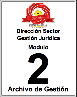 Dirección Sector
Gestión Jurídica
Modulo
2
Archivo de Gestión